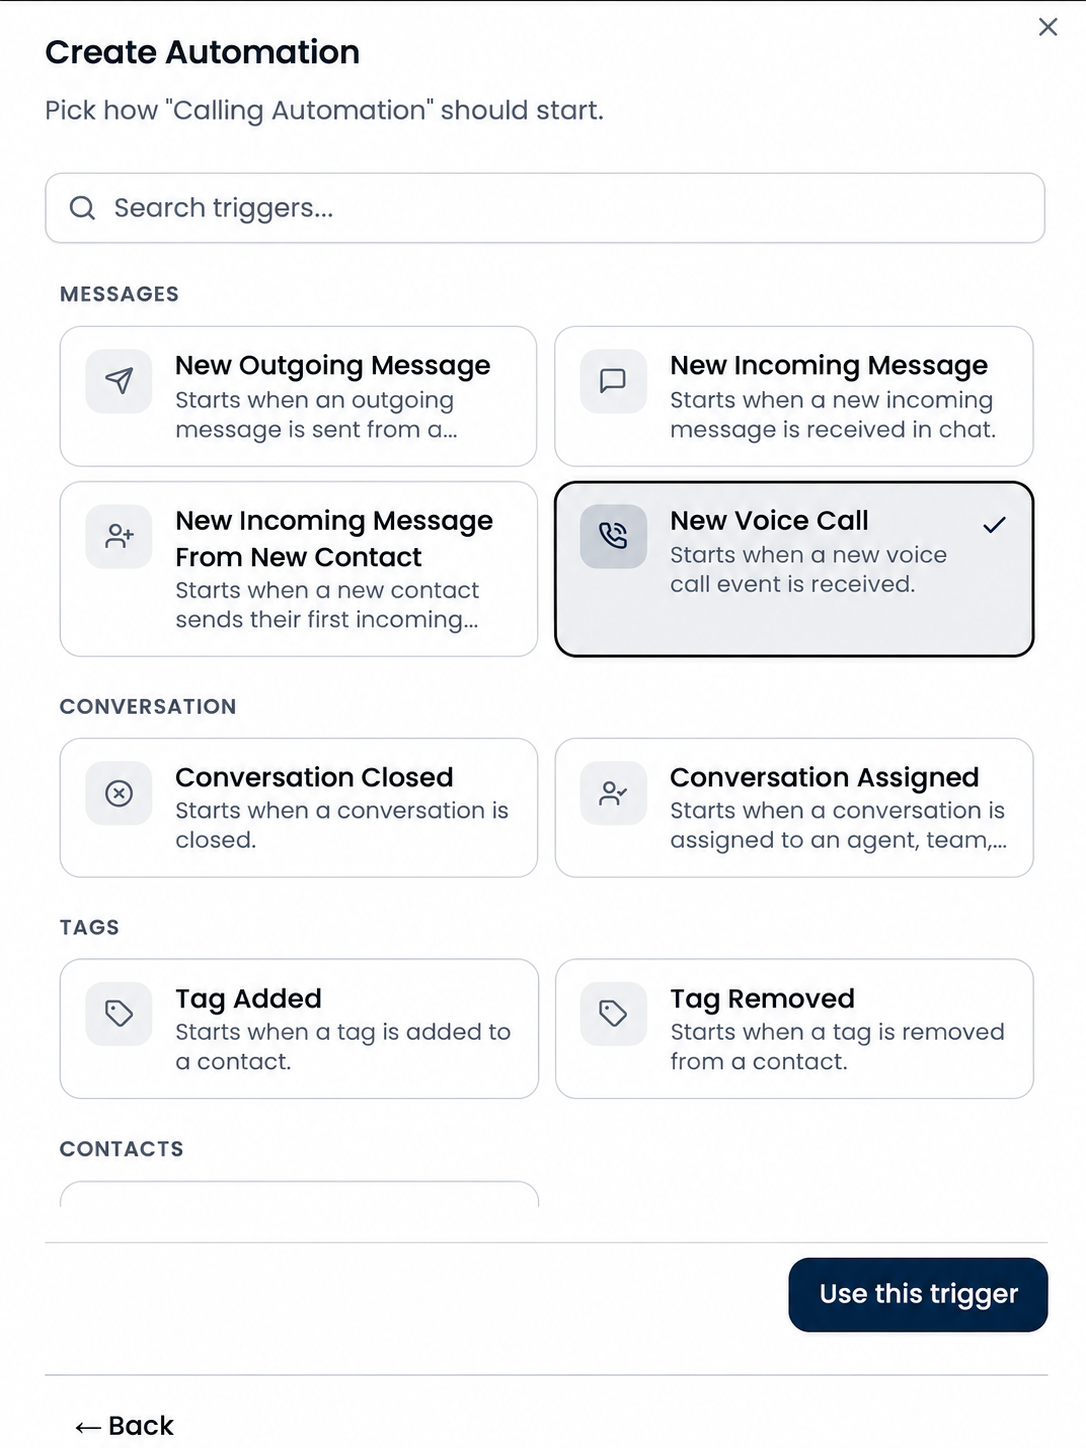 Create Automation
Pick how "Calling Automation" should start.
Search triggers...
MESSAGES
New Outgoing Message
Starts when an outgoing
message is sent from a...
New Incoming Message
Starts when a new incoming
message is received in chat.
New Incoming Message
From New Contact
Starts when a new contact
sends their first incoming...
New Voice Call
Starts when a new voice
call event is received.
CONVERSATION
Conversation Closed
Starts when a conversation is
closed.
Conversation Assigned
Starts when a conversation is
assigned to an agent, team,...
TAGS
Tag Added
Starts when a tag is added to
a contact.
Tag Removed
Starts when a tag is removed
from a contact.
CONTACTS
Use this trigger
← Back